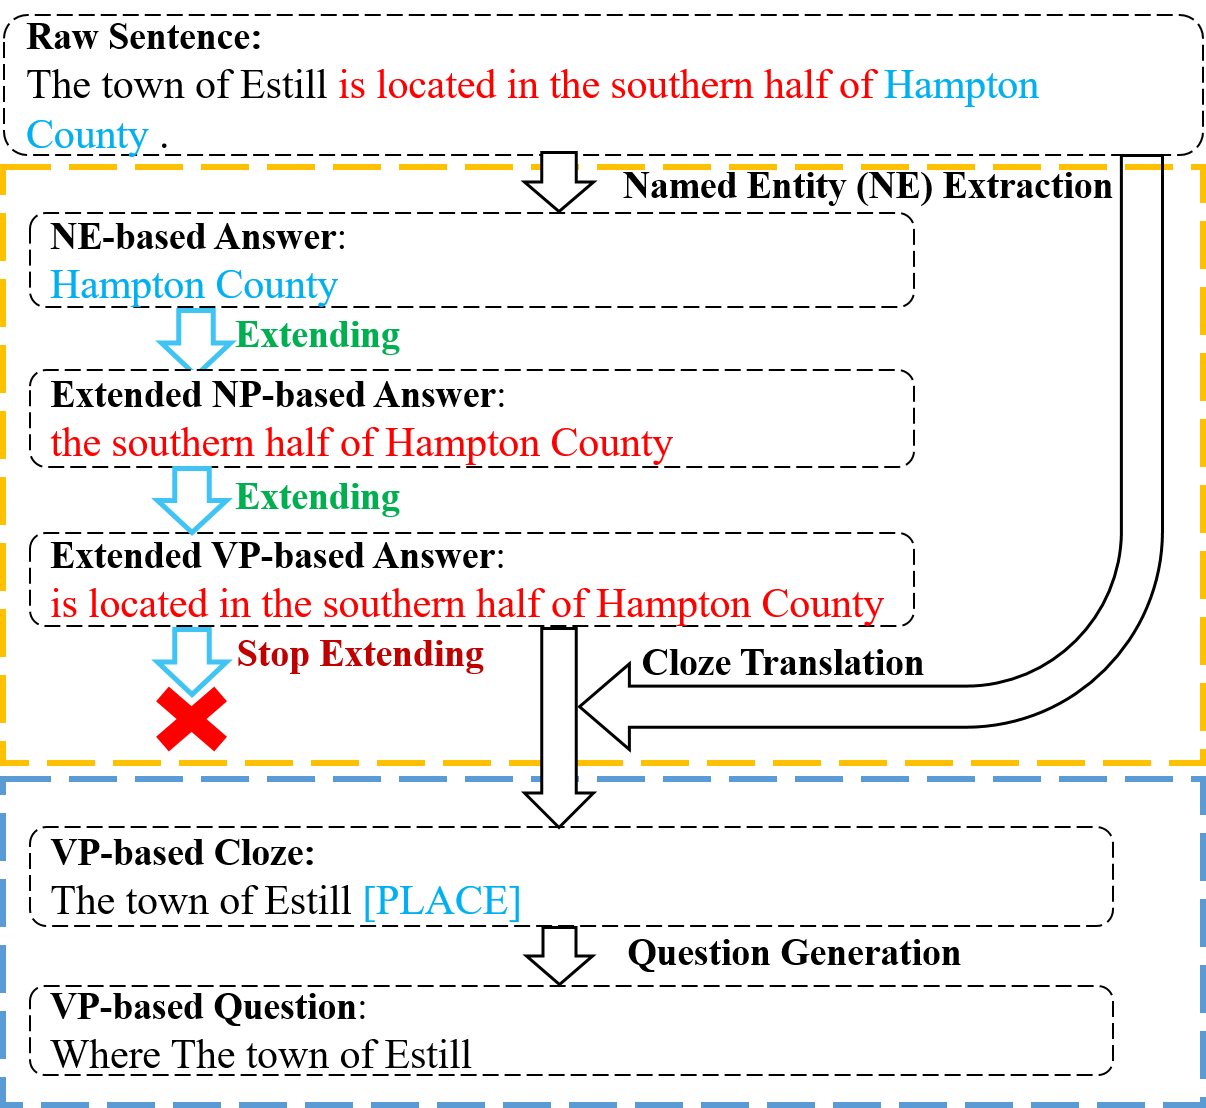 Raw Sentence:
The town of Estill is located in the southern half of Hampton
County .
Named Entity (NE) Extraction
NE-based Answer:
Hampton County
Extending
Extended NP-based Answer:
the southern half of Hampton County
Extending
Extended VP-based Answer:
is located in the southern half of Hampton County
Stop Extending
Cloze Translation
VP-based Cloze:
The town of Estill [PLACE]
Question Generation
VP-based Question:
Where The town of Estill